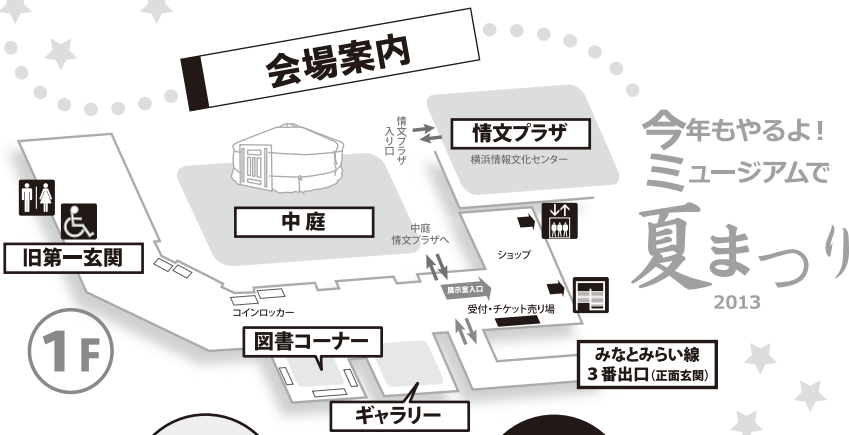 会場案内
情文プラザ
入り口
情文プラザ
横浜情報文化センター
今年もやるよ！
ミュージアムで
夏まつり
2013
中庭
中庭
情文プラザへ
ショップ
旧第一玄関
展示室入口
コインロッカー
受付・チケット売り場
1F
図書コーナー
みなとみらい線
3番出口(正面玄関)
ギャラリー